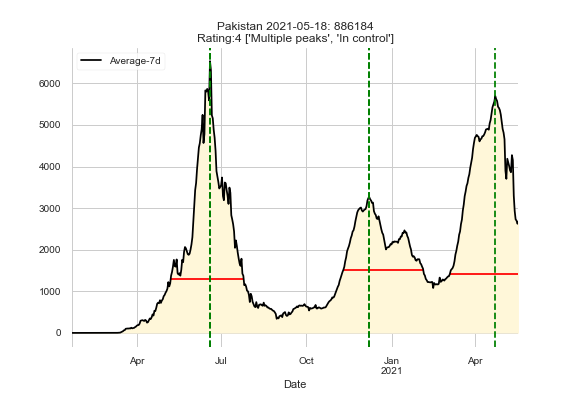 Pakistan 2021-05-18: 886184
Rating:4 ['Multiple peaks', 'In control']
Average-7d
6000
5000
4000
3000
2000
1000
0
Apr
Jul
Oct
Jan
2021
Apr
Date